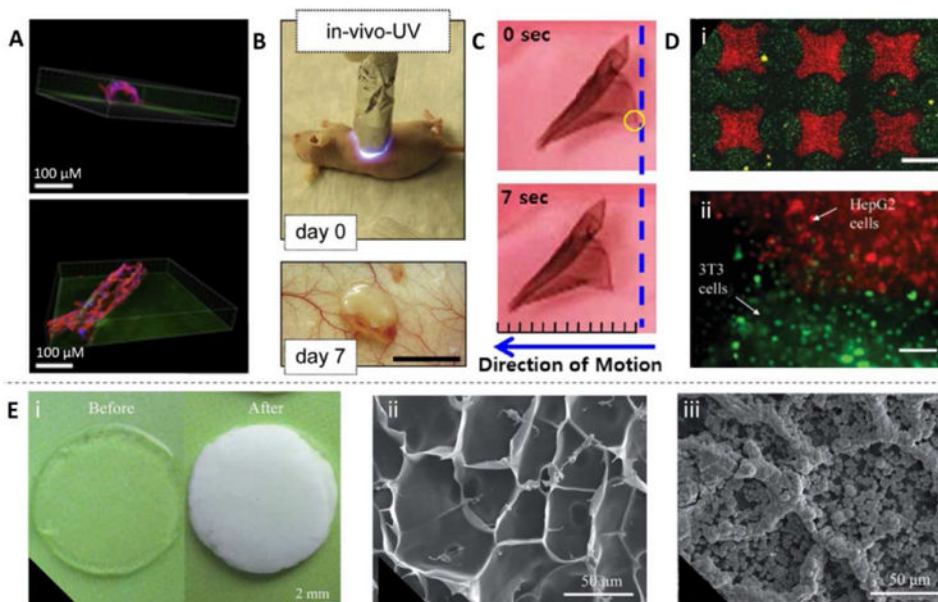 A
100 µM
100 µM
B
in-vivo-UV
day 0
day 7
C
0 sec
7 sec
Direction of Motion
D
i
ii
HepG2
cells
3T3
cells
E
i
Before
After
2 mm
ii
50 µm
iii
50 µm